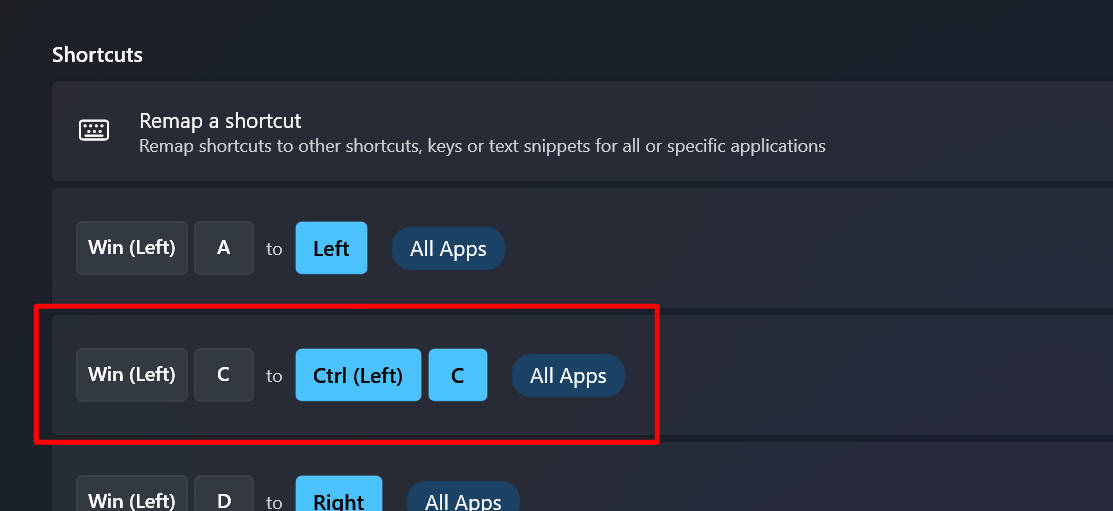 Shortcuts
Remap a shortcut
Remap shortcuts to other shortcuts, keys or text snippets for all or specific applications
Win (Left) A to Left All Apps
Win (Left) C to Ctrl (Left) C All Apps
Win (Left) D to Right All Apps